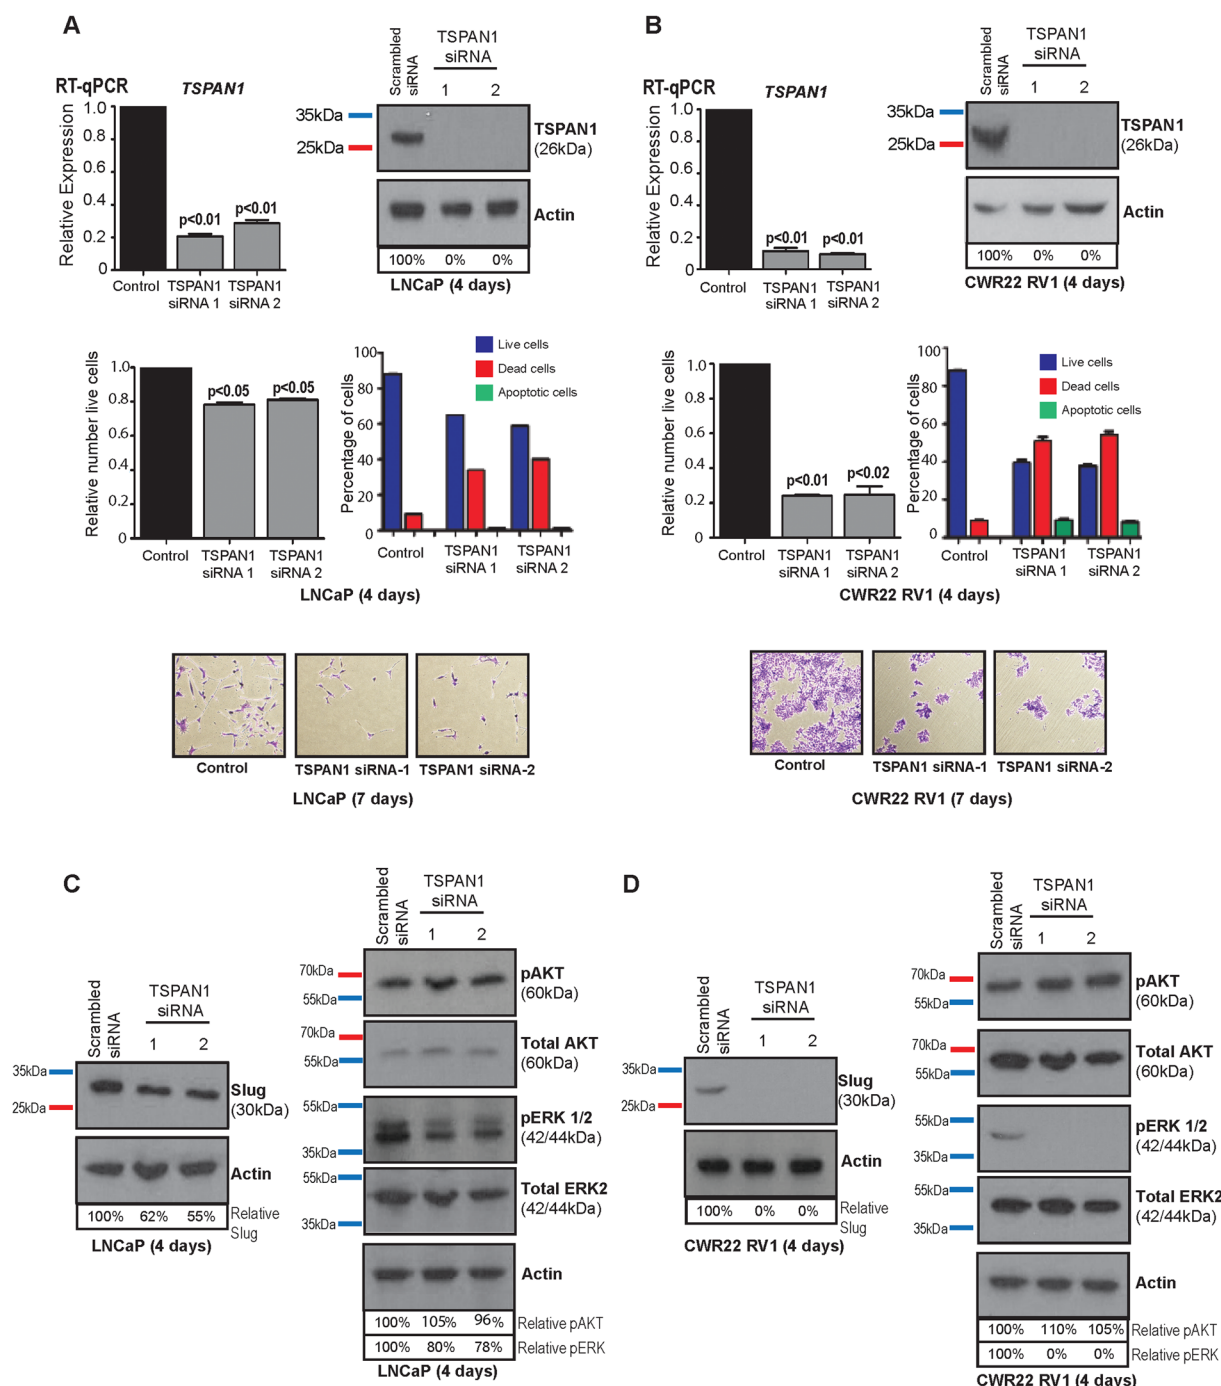 A
RT-qPCR
TSPAN1
Relative Expression
1.0
0.8
0.6
0.4
0.2
0
p<0.01
p<0.01
Control
TSPAN1 siRNA 1
TSPAN1 siRNA 2
Scrambled siRNA
TSPAN1 siRNA
1 2
35kDa
25kDa
TSPAN1
(26kDa)
Actin
100% 0% 0%
LNCaP (4 days)
Relative number live cells
1.0
0.8
0.6
0.4
0.2
0
p<0.05
p<0.05
Control
TSPAN1 siRNA 1
TSPAN1 siRNA 2
Percentage of cells
100
80
60
40
20
0
Live cells
Dead cells
Apoptotic cells
Control
TSPAN1 siRNA 1
TSPAN1 siRNA 2
LNCaP (4 days)
Control
TSPAN1 siRNA-1
TSPAN1 siRNA-2
LNCaP (7 days)
B
RT-qPCR
TSPAN1
Relative Expression
1.0
0.8
0.6
0.4
0.2
0
p<0.01
p<0.01
Control
TSPAN1 siRNA 1
TSPAN1 siRNA 2
Scrambled siRNA
TSPAN1 siRNA
1 2
35kDa
25kDa
TSPAN1
(26kDa)
Actin
100% 0% 0%
CWR22 RV1 (4 days)
Relative number live cells
1.0
0.8
0.6
0.4
0.2
0
p<0.01
p<0.02
Control
TSPAN1 siRNA 1
TSPAN1 siRNA 2
Percentage of cells
100
80
60
40
20
0
Live cells
Dead cells
Apoptotic cells
Control
TSPAN1 siRNA 1
TSPAN1 siRNA 2
CWR22 RV1 (4 days)
Control
TSPAN1 siRNA-1
TSPAN1 siRNA-2
CWR22 RV1 (7 days)
C
Scrambled siRNA
TSPAN1 siRNA
1 2
35kDa
25kDa
Slug
(30kDa)
Actin
100% 62% 55% Relative Slug
LNCaP (4 days)
Scrambled siRNA
TSPAN1 siRNA
1 2
70kDa
55kDa
pAKT
(60kDa)
70kDa
55kDa
Total AKT
(60kDa)
55kDa
35kDa
pERK 1/2
(42/44kDa)
55kDa
35kDa
Total ERK2
(42/44kDa)
Actin
100% 105% 96% Relative pAKT
100% 80% 78% Relative pERK
LNCaP (4 days)
D
Scrambled siRNA
TSPAN1 siRNA
1 2
35kDa
25kDa
Slug
(30kDa)
Actin
100% 0% 0% Relative Slug
CWR22 RV1 (4 days)
Scrambled siRNA
TSPAN1 siRNA
1 2
70kDa
55kDa
pAKT
(60kDa)
70kDa
55kDa
Total AKT
(60kDa)
55kDa
35kDa
pERK 1/2
(42/44kDa)
55kDa
35kDa
Total ERK2
(42/44kDa)
Actin
100% 110% 105% Relative pAKT
100% 0% 0% Relative pERK
CWR22 RV1 (4 days)